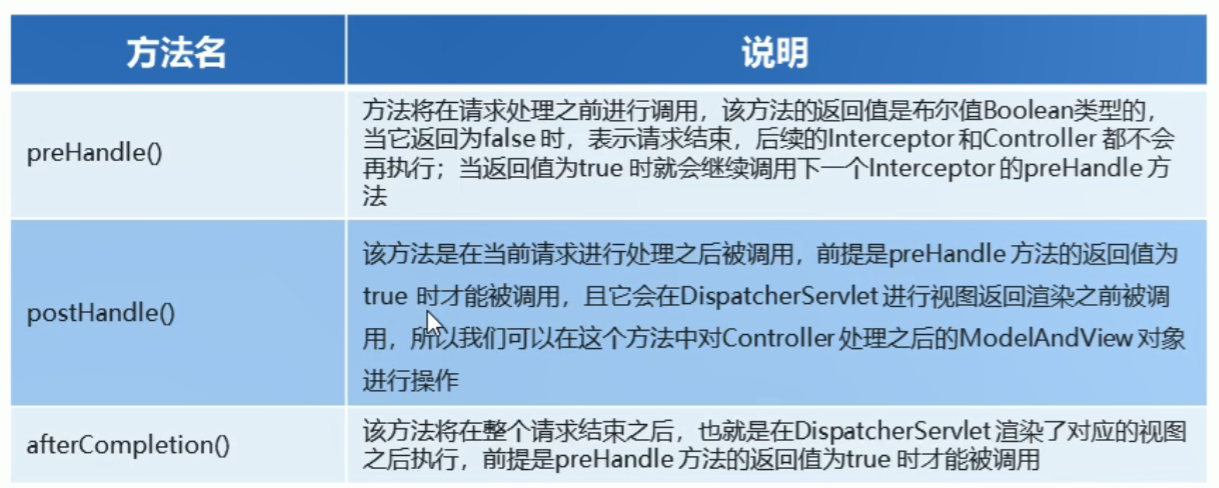 方法名
说明
preHandle()
方法将在请求处理之前进行调用，该方法的返回值是布尔值Boolean类型的，
当它返回为false 时，表示请求结束，后续的Interceptor 和Controller 都不会
再执行；当返回值为true 时就会继续调用下一个Interceptor 的preHandle 方
法
postHandle()
该方法是在当前请求进行处理之后被调用，前提是preHandle 方法的返回值为
true 时才能被调用，且它会在DispatcherServlet 进行视图返回渲染之前被调
用，所以我们可以在这个方法中对Controller 处理之后的ModelAndView 对象
进行操作
afterCompletion()
该方法将在整个请求结束之后，也就是在DispatcherServlet 渲染了对应的视图
之后执行，前提是preHandle 方法的返回值为true 时才能被调用